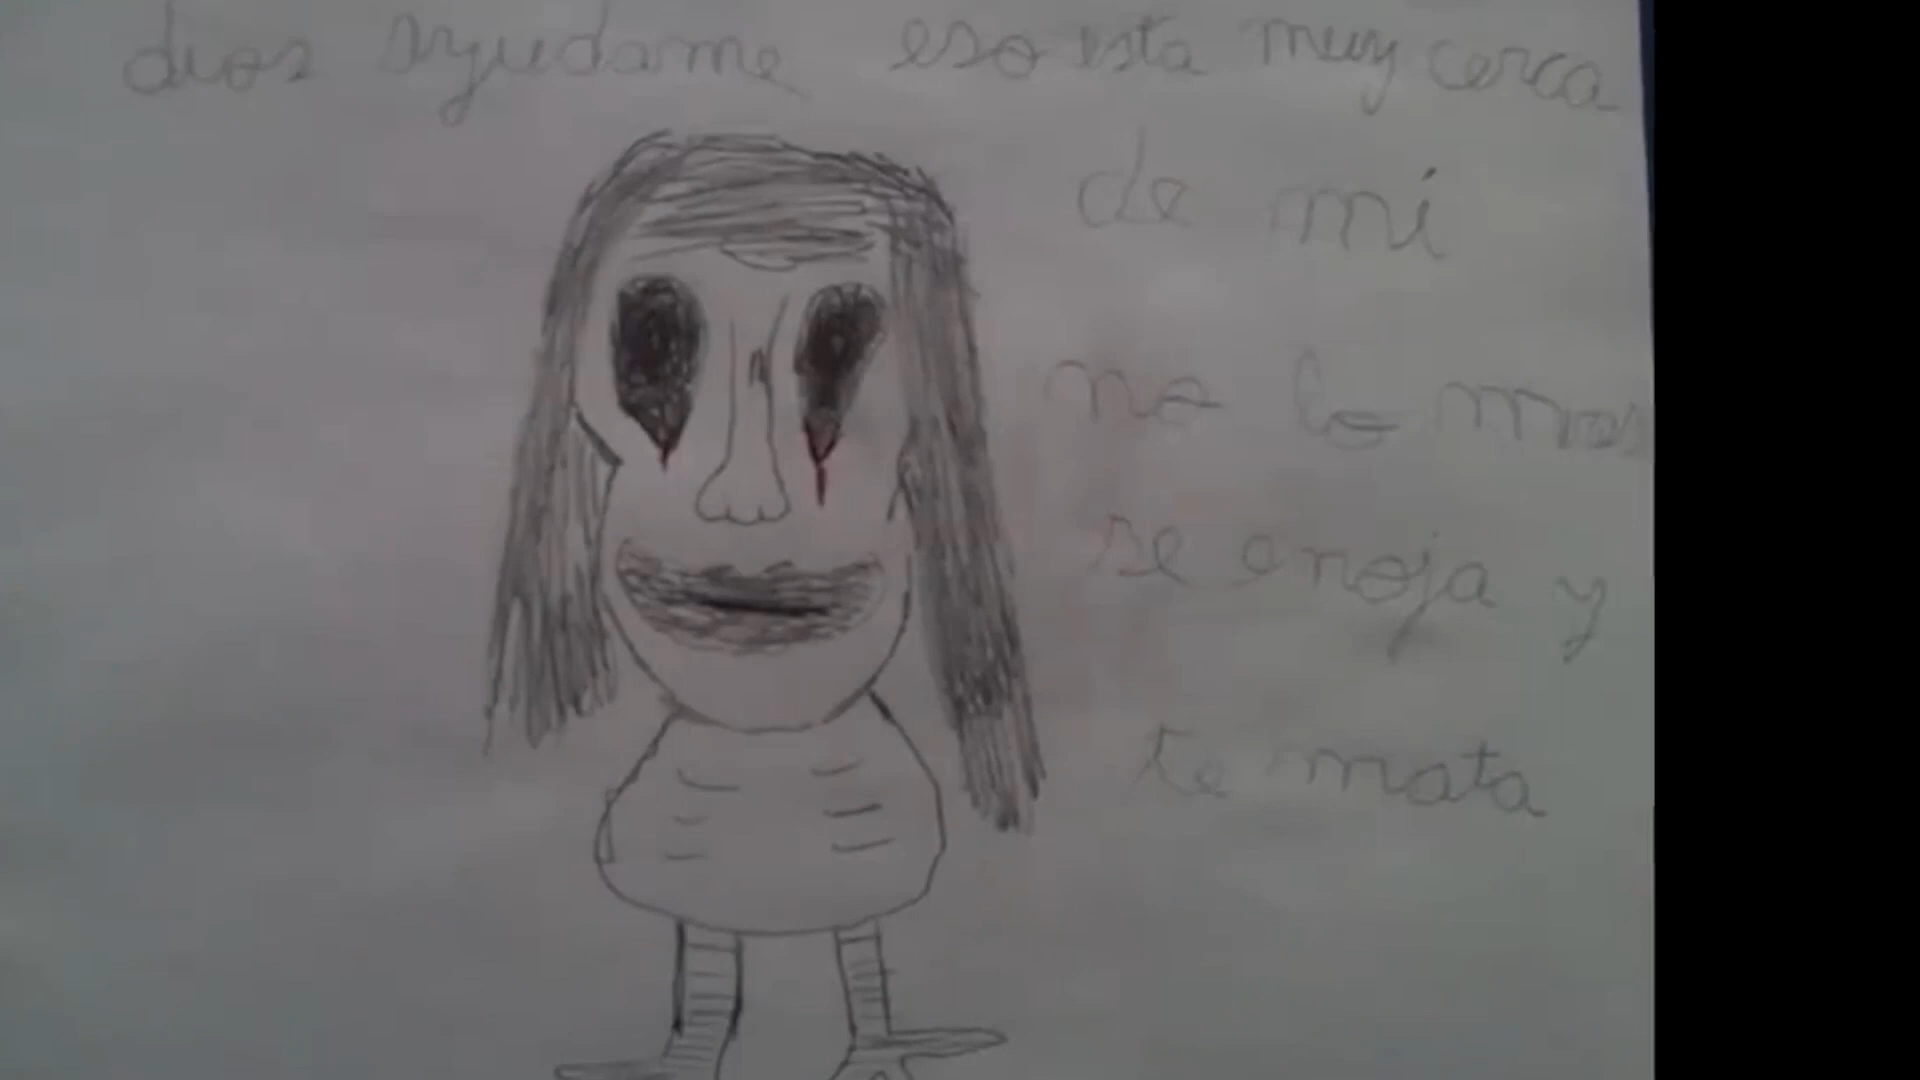 dios ayudame eso esta muy cerca
de mi
no lo
se enoja y
te mata